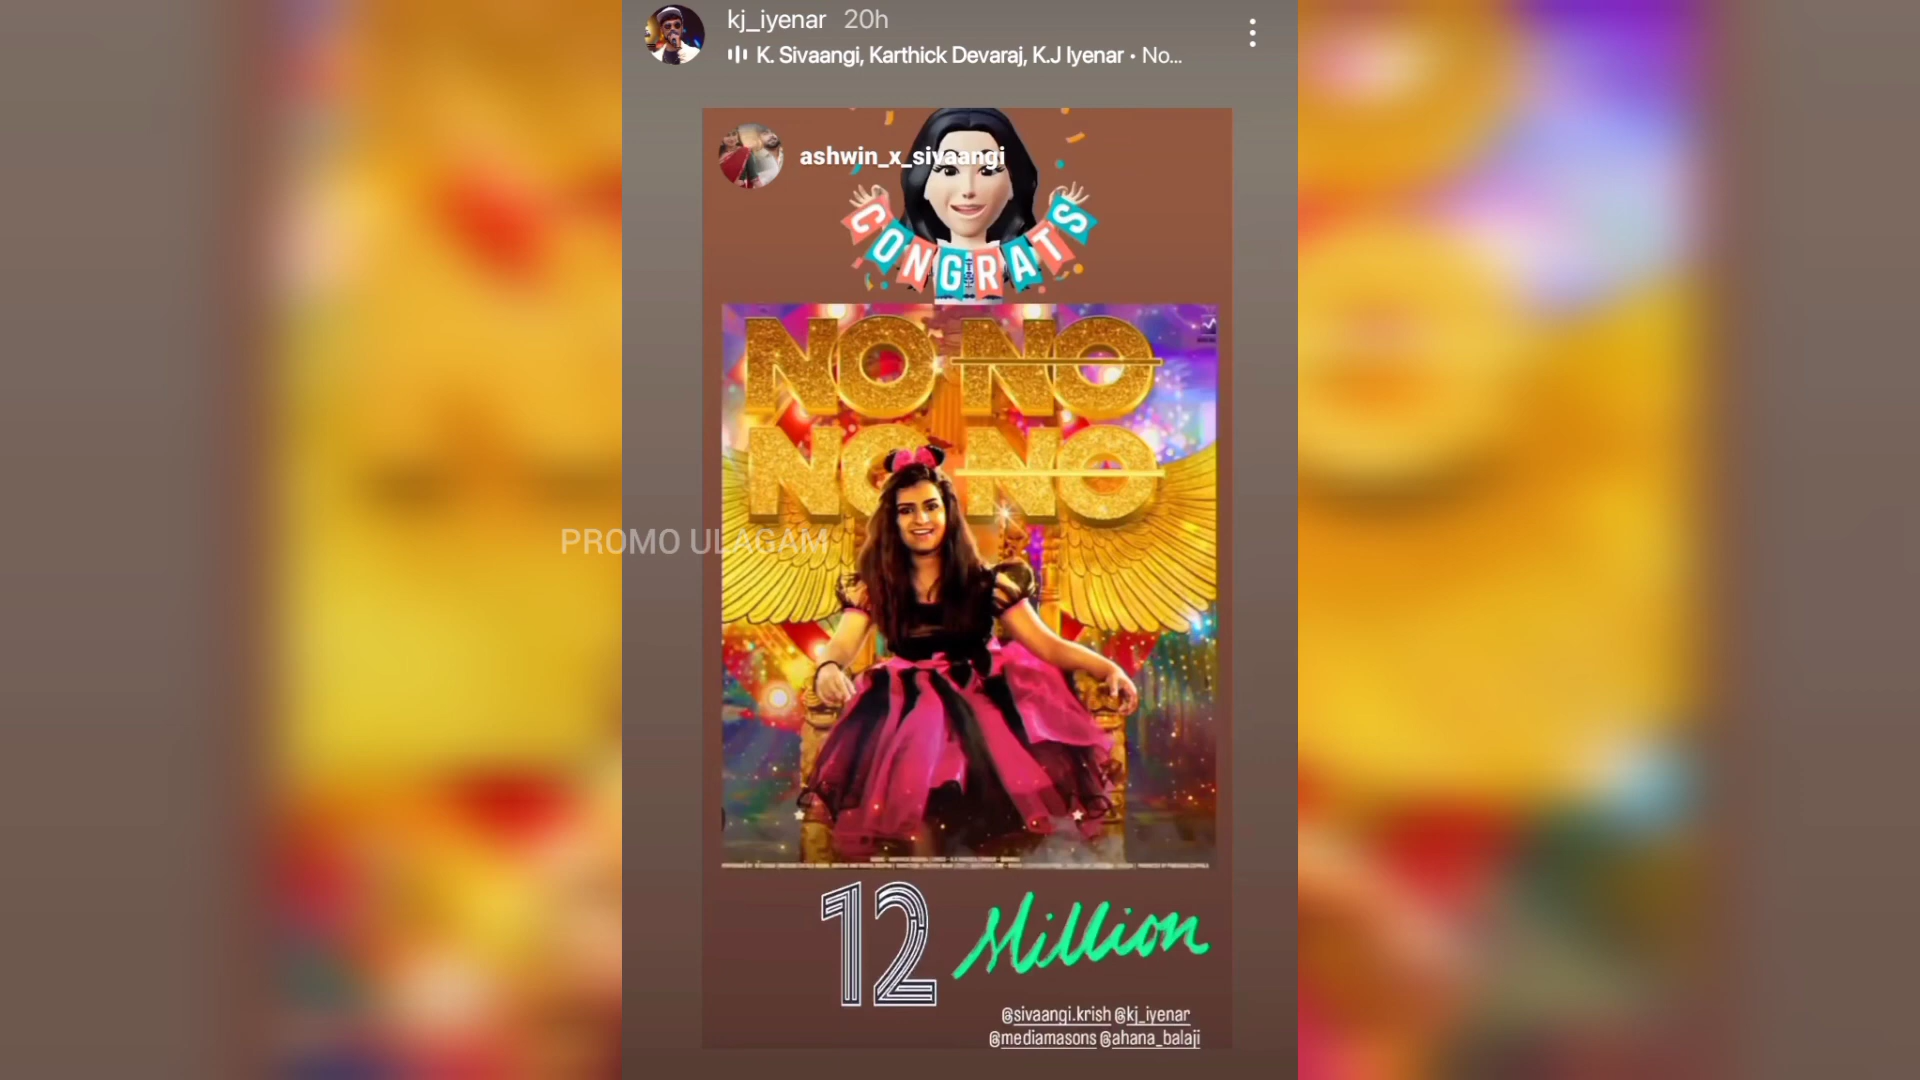 kj_iyenar 20h
K. Sivaangi, Karthick Devaraj, K.J Iyenar • No...
ashwin_x_sivaangi
CONGRATS
NO NO
NO NO
PROMO ULAGAM
12 Million
@sivaangi.krish @kj_iyenar
@mediamasons @ahana_balaji